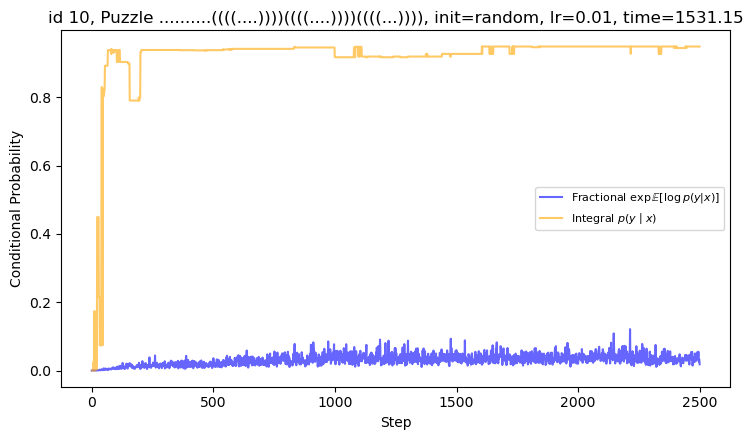 id 10, Puzzle ..........((((....))))((((....))))((((...)))), init=random, lr=0.01, time=1531.15
Conditional Probability
0.8
0.6
0.4
0.2
0.0
Fractional exp𝔼[log p(y|x)]
Integral p(y | x)
0 500 1000 1500 2000 2500
Step